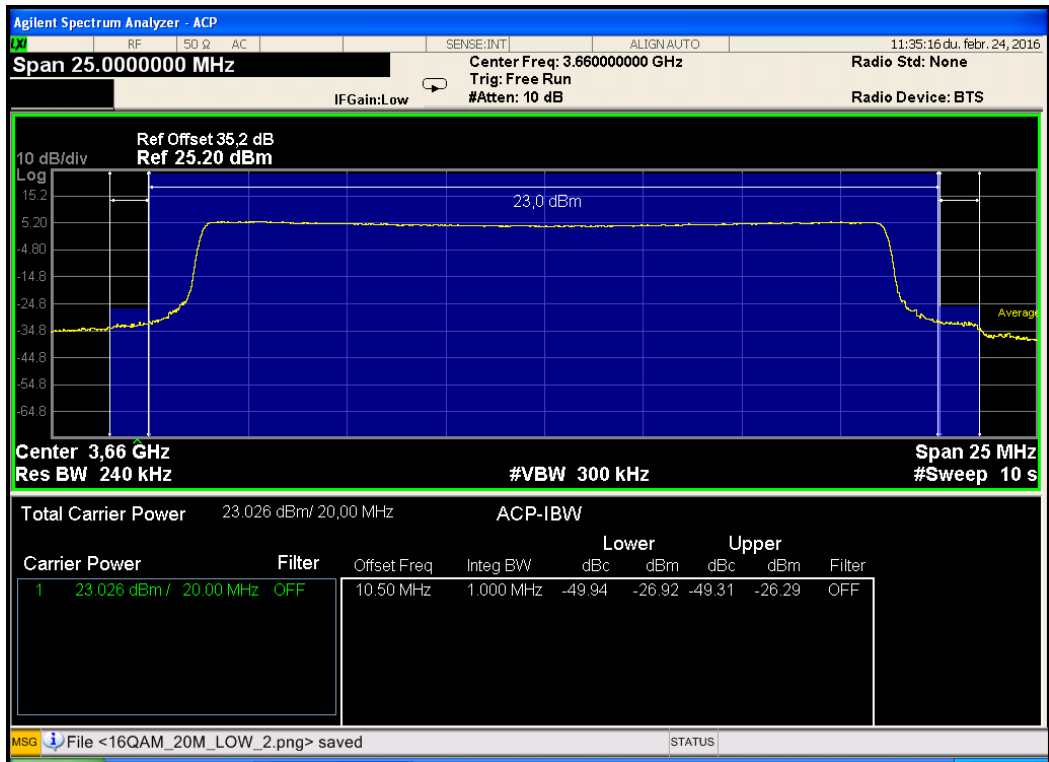 Agilent Spectrum Analyzer - ACP
LXI RF 50 Ω AC SENSE:INT ALIGN AUTO 11:35:16 du. febr. 24, 2016
Span 25.0000000 MHz Center Freq: 3.660000000 GHz Radio Std: None
Trig: Free Run
IFGain:Low #Atten: 10 dB Radio Device: BTS
Ref Offset 35,2 dB
10 dB/div Ref 25.20 dBm
Log
15.2 23,0 dBm
5.20
-4.80
-14.8
-24.8 Average
-34.8
-44.8
-54.8
-64.8
Center 3,66 GHz Span 25 MHz
Res BW 240 kHz #VBW 300 kHz #Sweep 10 s
Total Carrier Power 23.026 dBm/ 20,00 MHz ACP-IBW
Lower Upper
Carrier Power Filter Offset Freq Integ BW dBc dBm dBc dBm Filter
1 23.026 dBm / 20.00 MHz OFF 10.50 MHz 1.000 MHz -49.94 -26.92 -49.31 -26.29 OFF
MSG File <16QAM_20M_LOW_2.png> saved STATUS